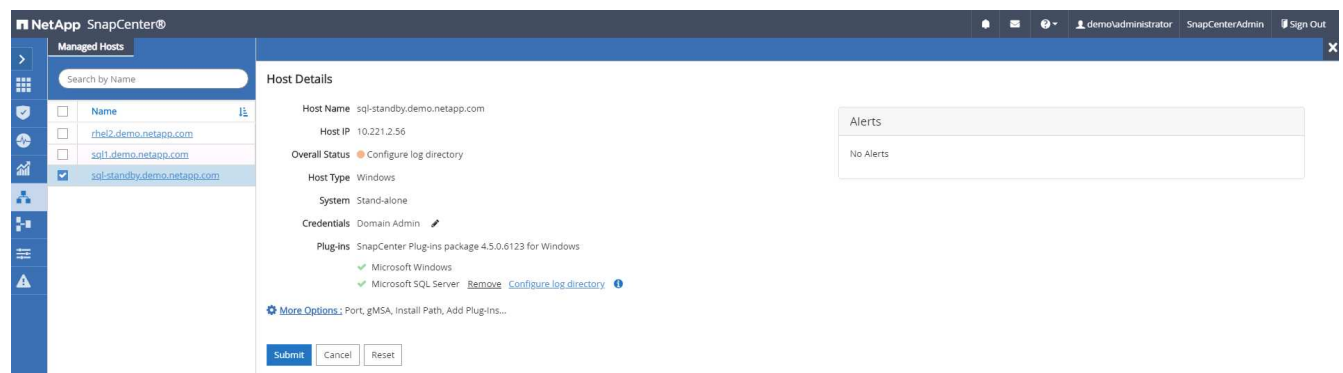 NetApp SnapCenter®
demo\administrator SnapCenterAdmin Sign Out
Managed Hosts
Search by Name
Name
rhel2.demo.netapp.com
sql1.demo.netapp.com
sql-standby.demo.netapp.com
Host Details
Host Name sql-standby.demo.netapp.com
Host IP 10.221.2.56
Overall Status Configure log directory
Host Type Windows
System Stand-alone
Credentials Domain Admin
Plug-ins SnapCenter Plug-ins package 4.5.0.6123 for Windows
Microsoft Windows
Microsoft SQL Server Remove Configure log directory
More Options : Port, gMSA, Install Path, Add Plug-Ins...
Submit Cancel Reset
Alerts
No Alerts